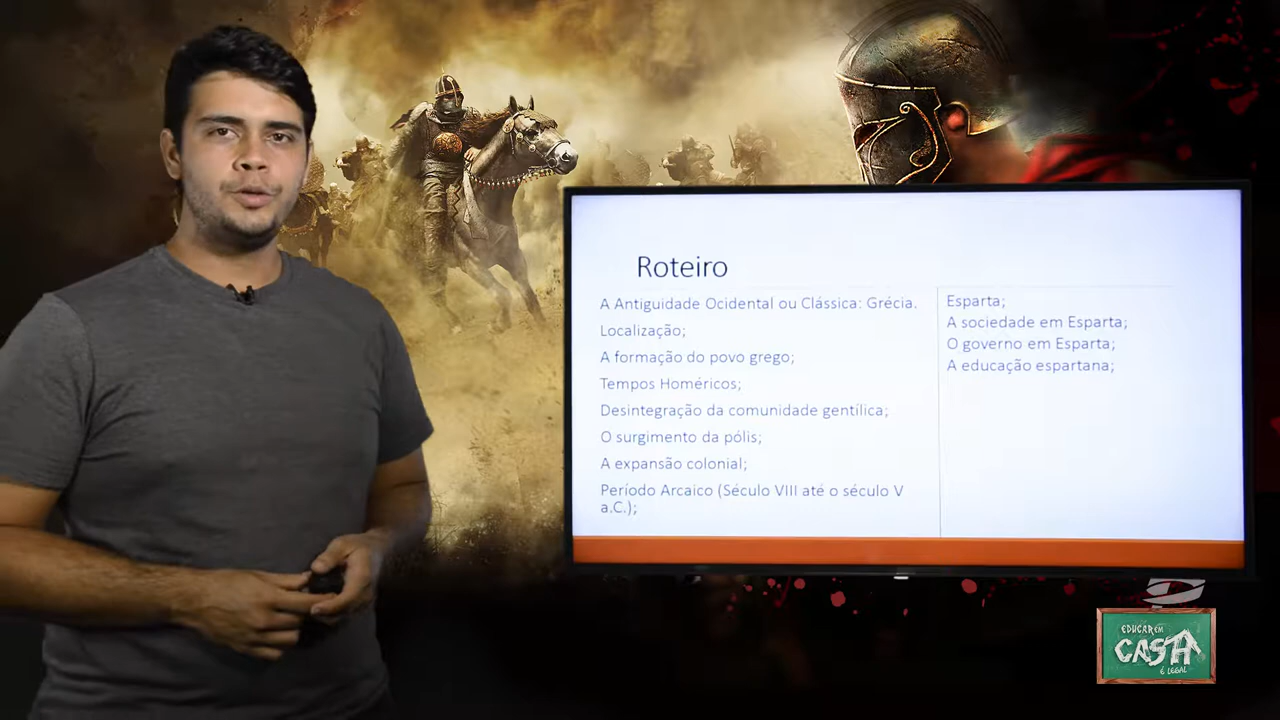 Roteiro
A Antiguidade Ocidental ou Clássica: Grécia.
Localização;
A formação do povo grego;
Tempos Homéricos;
Desintegração da comunidade gentílica;
O surgimento da pólis;
A expansão colonial;
Período Arcaico (Século VIII até o século V
a.C.);
Esparta;
A sociedade em Esparta;
O governo em Esparta;
A educação espartana;
EDUCAR EM
CASA
É LEGAL